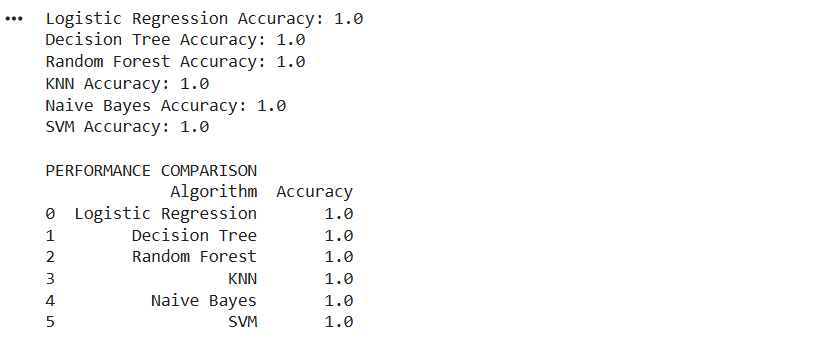 ••• Logistic Regression Accuracy: 1.0
Decision Tree Accuracy: 1.0
Random Forest Accuracy: 1.0
KNN Accuracy: 1.0
Naive Bayes Accuracy: 1.0
SVM Accuracy: 1.0
PERFORMANCE COMPARISON
Algorithm Accuracy
0 Logistic Regression 1.0
1 Decision Tree 1.0
2 Random Forest 1.0
3 KNN 1.0
4 Naive Bayes 1.0
5 SVM 1.0